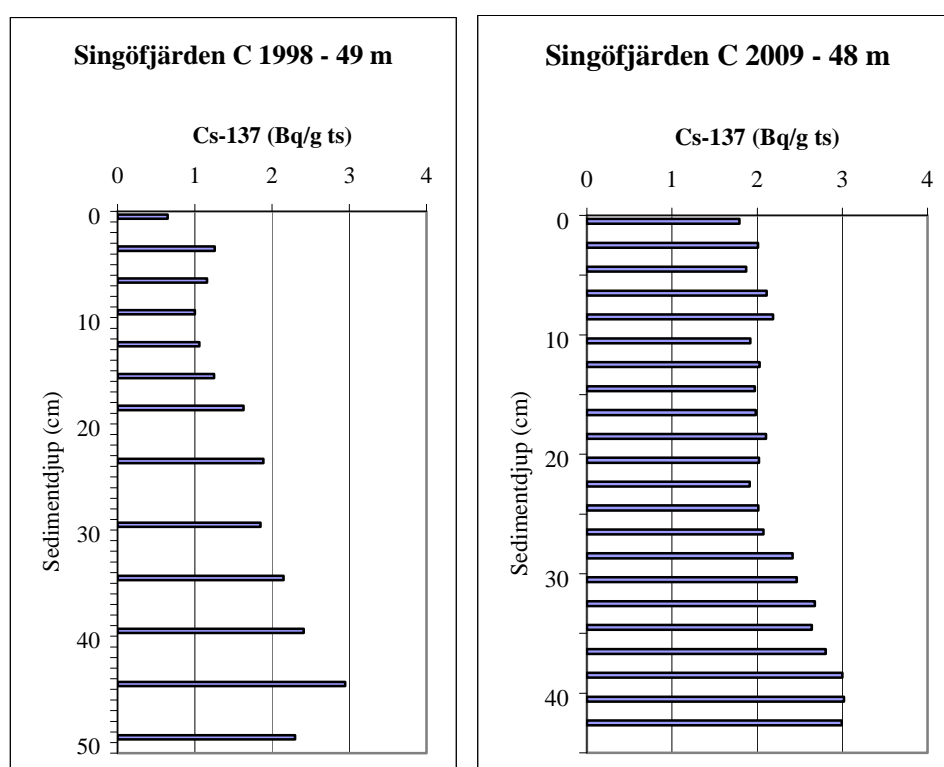 Singöfjärden C 1998 - 49 m
Cs-137 (Bq/g ts)
0 1 2 3 4
0
10
20
30
40
50
Sedimentdjup (cm)
Singöfjärden C 2009 - 48 m
Cs-137 (Bq/g ts)
0 1 2 3 4
0
10
20
30
40
Sedimentdjup (cm)